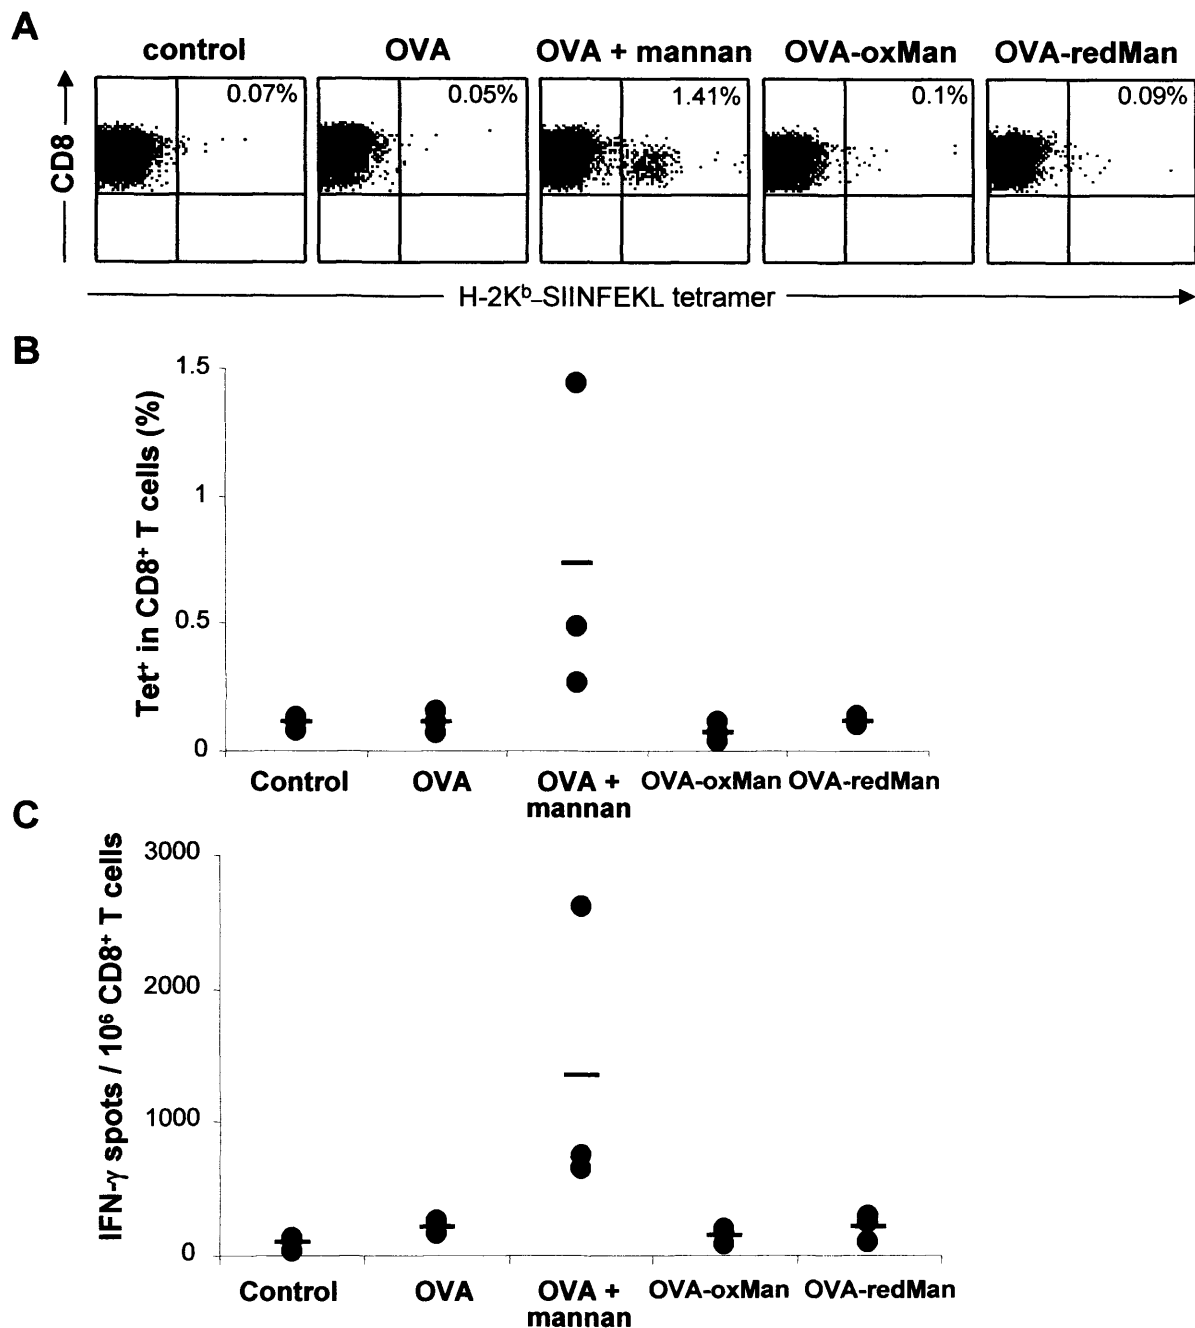 A
control OVA OVA + mannan OVA-oxMan OVA-redMan
0.07% 0.05% 1.41% 0.1% 0.09%
CD8
H-2Kᵇ–SIINFEKL tetramer
B
Tet⁺ in CD8⁺ T cells (%)
1.5
1
0.5
0
Control OVA OVA + mannan OVA-oxMan OVA-redMan
C
IFN-γ spots / 10⁶ CD8⁺ T cells
3000
2000
1000
0
Control OVA OVA + mannan OVA-oxMan OVA-redMan